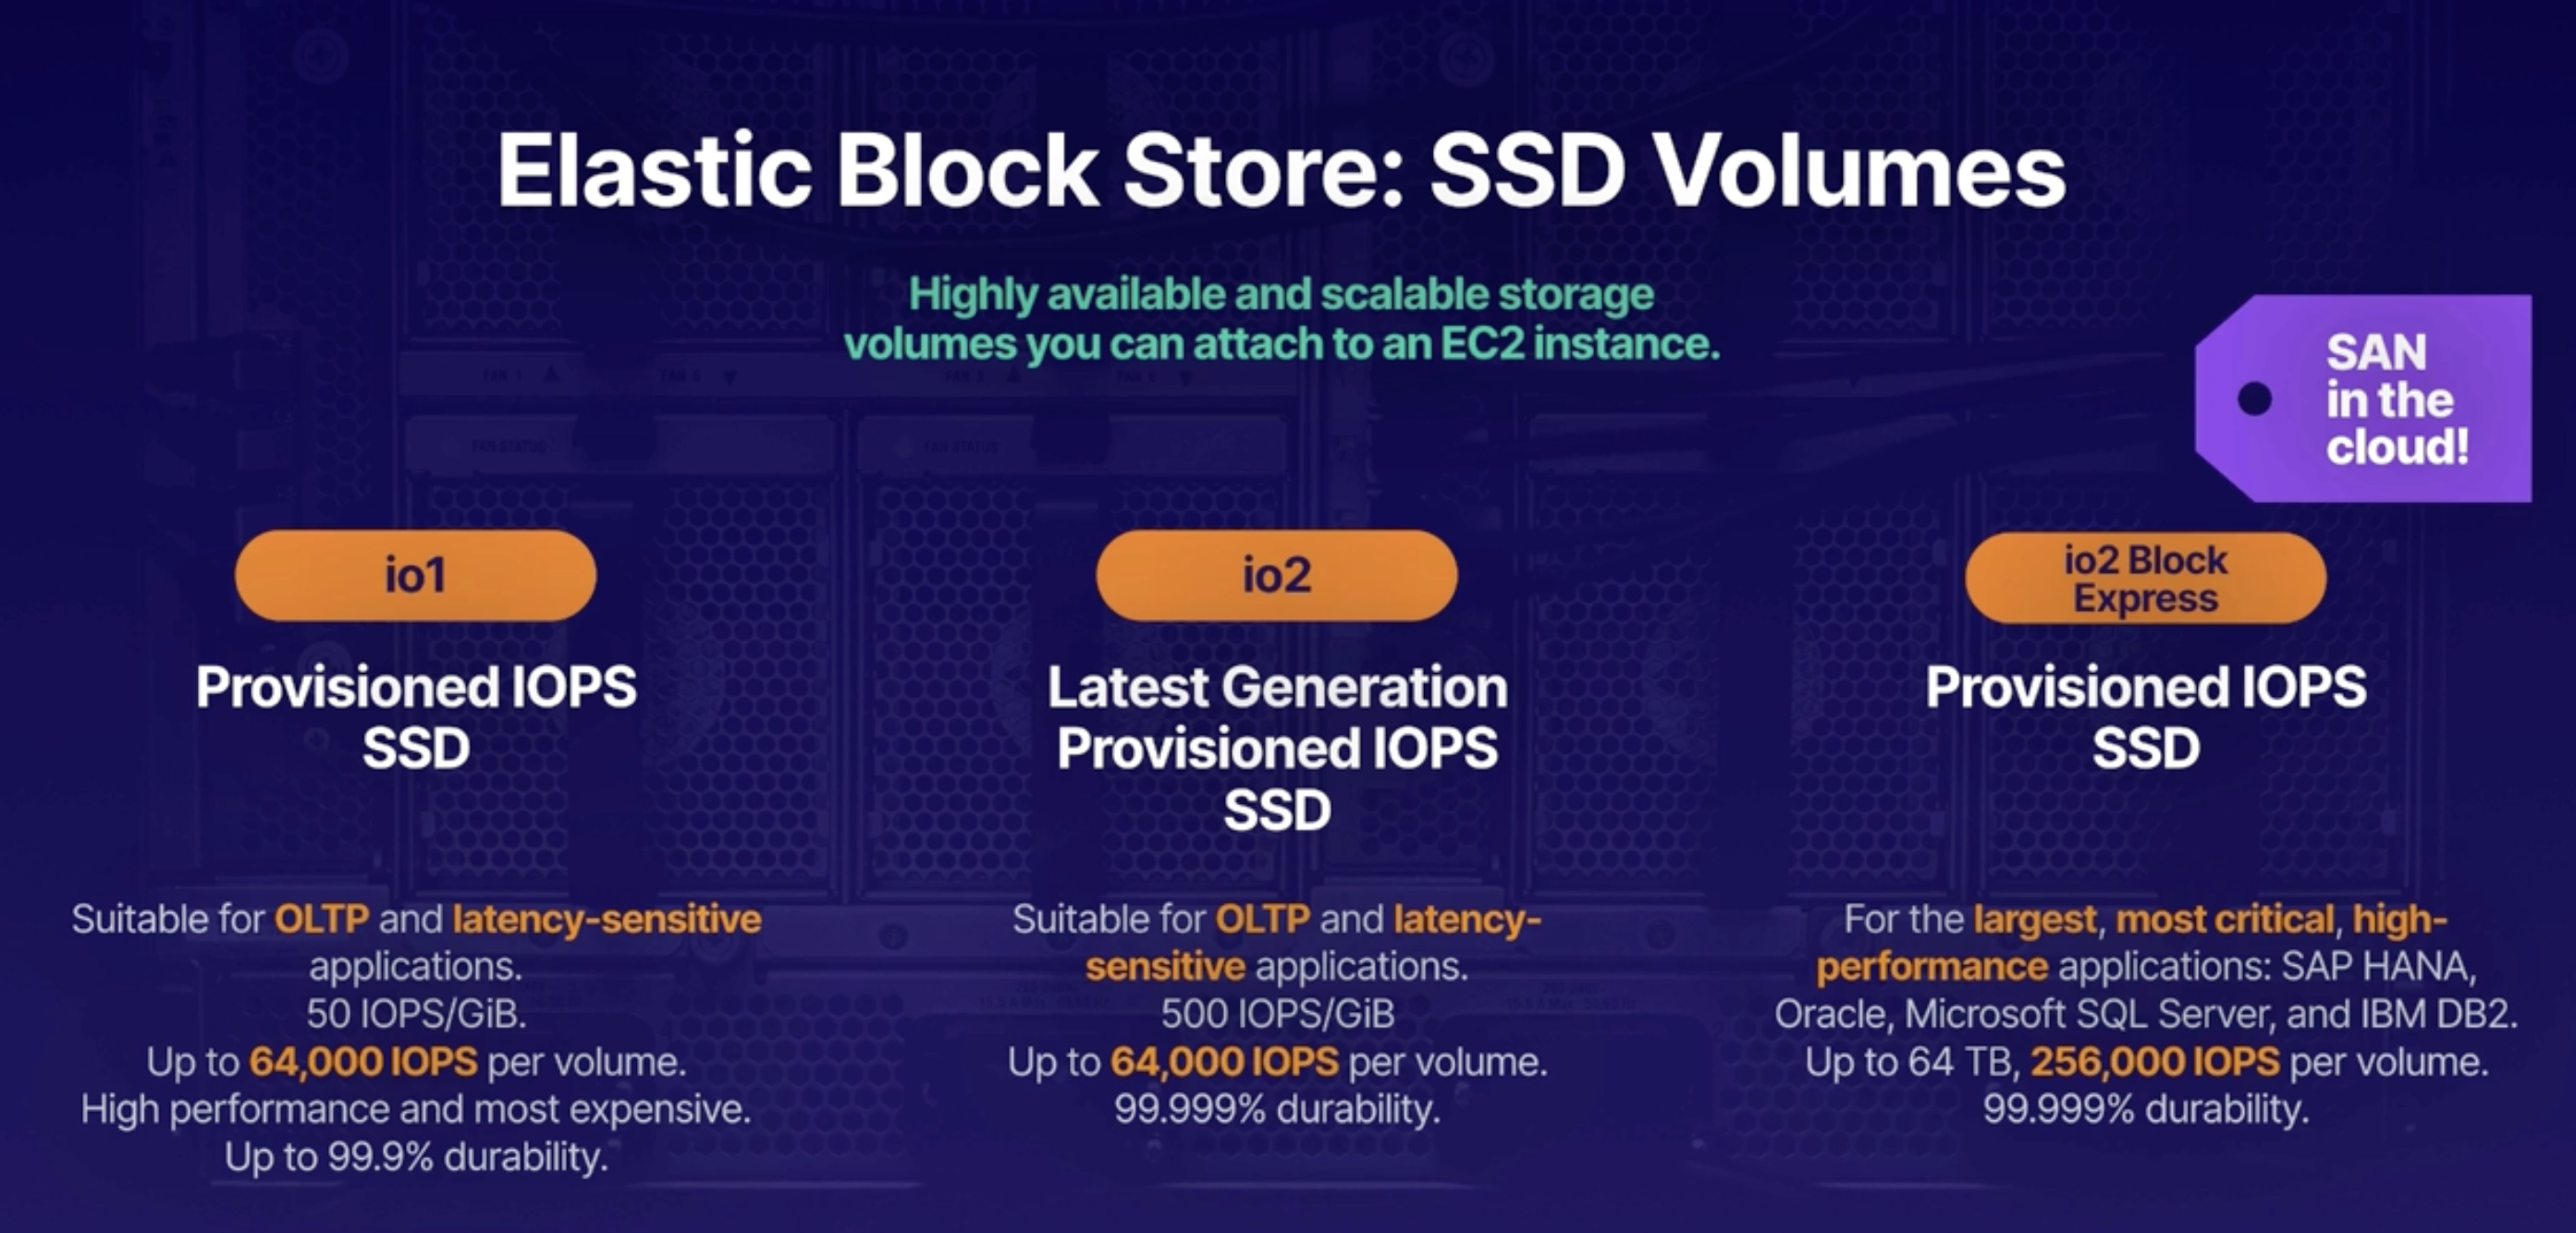 Elastic Block Store: SSD Volumes
Highly available and scalable storage
volumes you can attach to an EC2 instance.
SAN
in the
cloud!
io1
Provisioned IOPS
SSD
Suitable for OLTP and latency-sensitive
applications.
50 IOPS/GiB.
Up to 64,000 IOPS per volume.
High performance and most expensive.
Up to 99.9% durability.
io2
Latest Generation
Provisioned IOPS
SSD
Suitable for OLTP and latency-
sensitive applications.
500 IOPS/GiB
Up to 64,000 IOPS per volume.
99.999% durability.
io2 Block
Express
Provisioned IOPS
SSD
For the largest, most critical, high-
performance applications: SAP HANA,
Oracle, Microsoft SQL Server, and IBM DB2.
Up to 64 TB, 256,000 IOPS per volume.
99.999% durability.
FAN STATUS
FAN STATUS